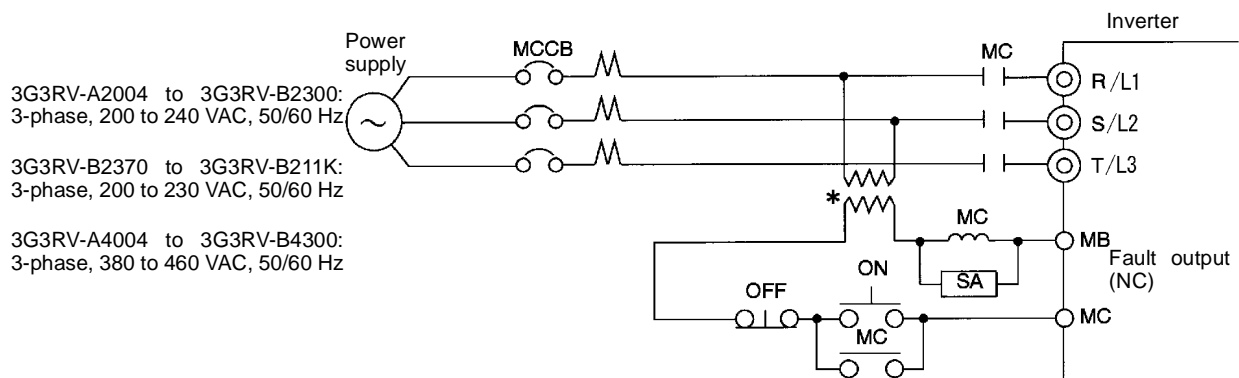 Inverter
Power
supply
MCCB
MC
R/L1
3G3RV-A2004 to 3G3RV-B2300:
3-phase, 200 to 240 VAC, 50/60 Hz
~
S/L2
3G3RV-B2370 to 3G3RV-B211K:
3-phase, 200 to 230 VAC, 50/60 Hz
T/L3
*
MC
MB
3G3RV-A4004 to 3G3RV-B4300:
3-phase, 380 to 460 VAC, 50/60 Hz
Fault output
(NC)
SA
OFF
ON
MC
MC